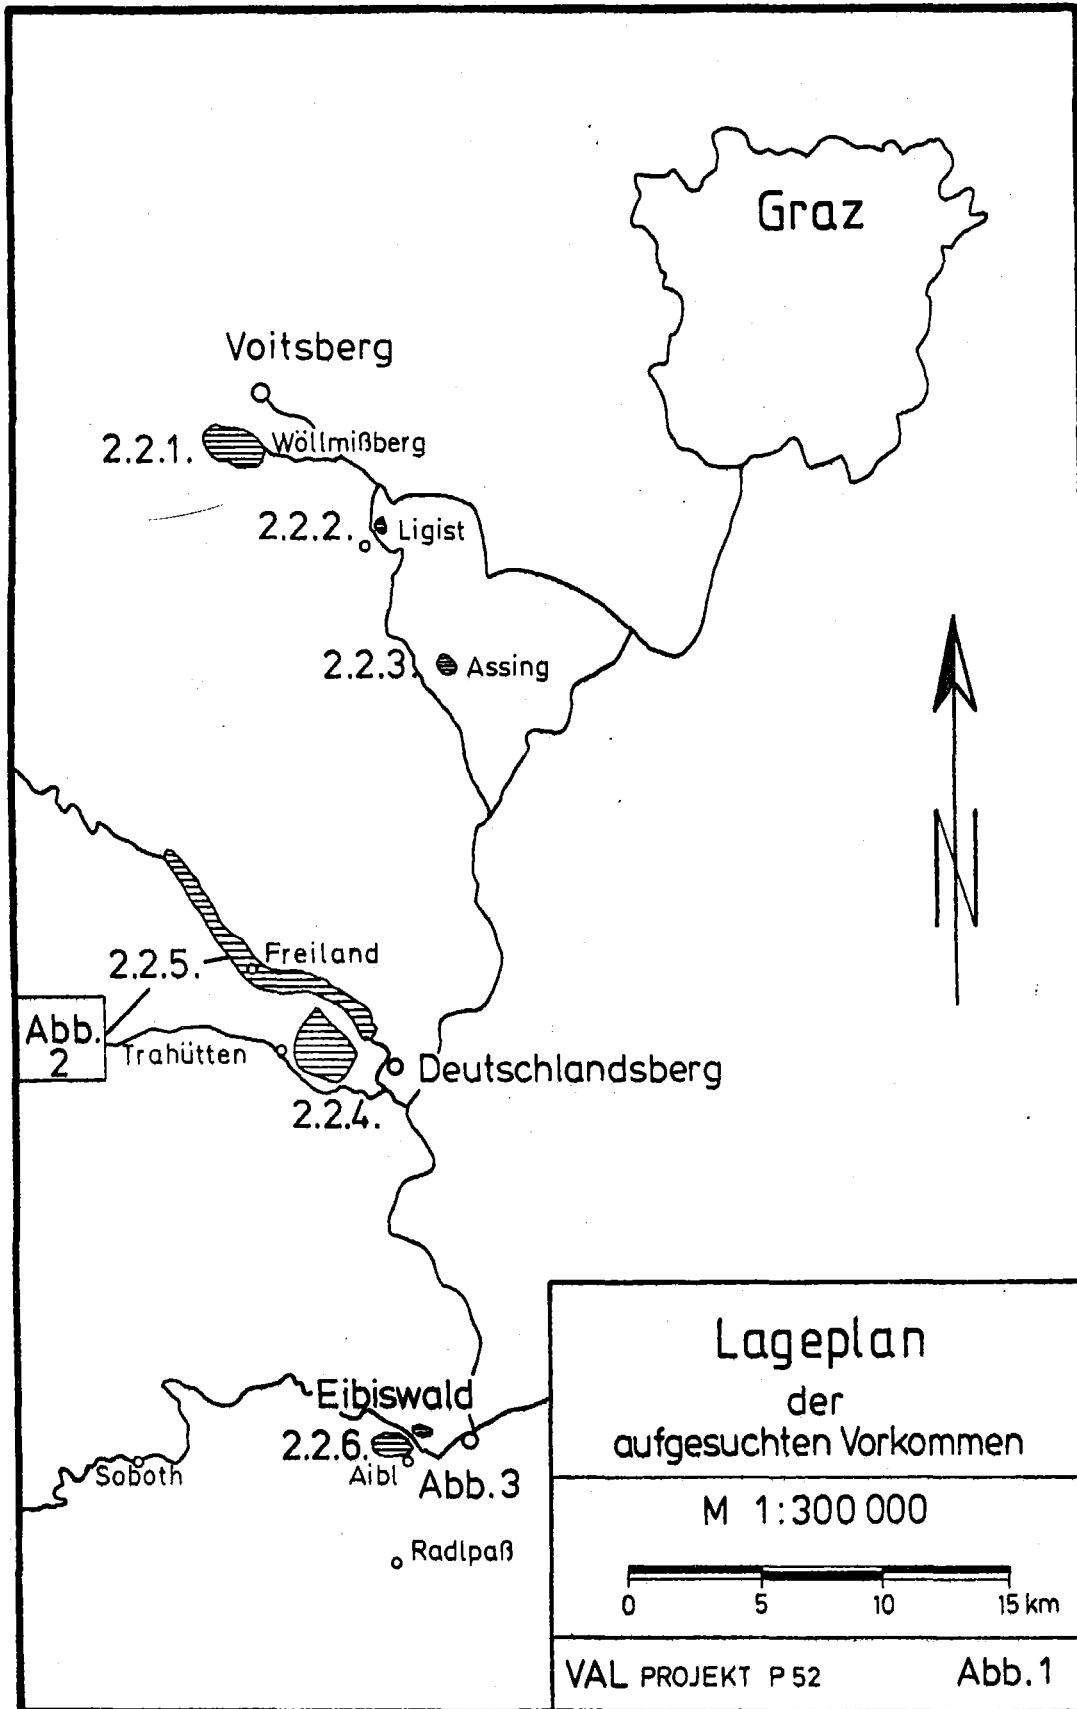 Graz
Voitsberg
2.2.1. Wöllmißberg
2.2.2. Ligist
2.2.3. Assing
2.2.5. Freiland
Abb.
2
Trahütten
Deutschlandsberg
2.2.4.
N
Eibiswald
2.2.6.
Soboth
Aibl
Abb.3
Radlpaß
Lageplan
der
aufgesuchten Vorkommen
M 1:300 000
0 5 10 15 km
VAL PROJEKT P 52 Abb.1